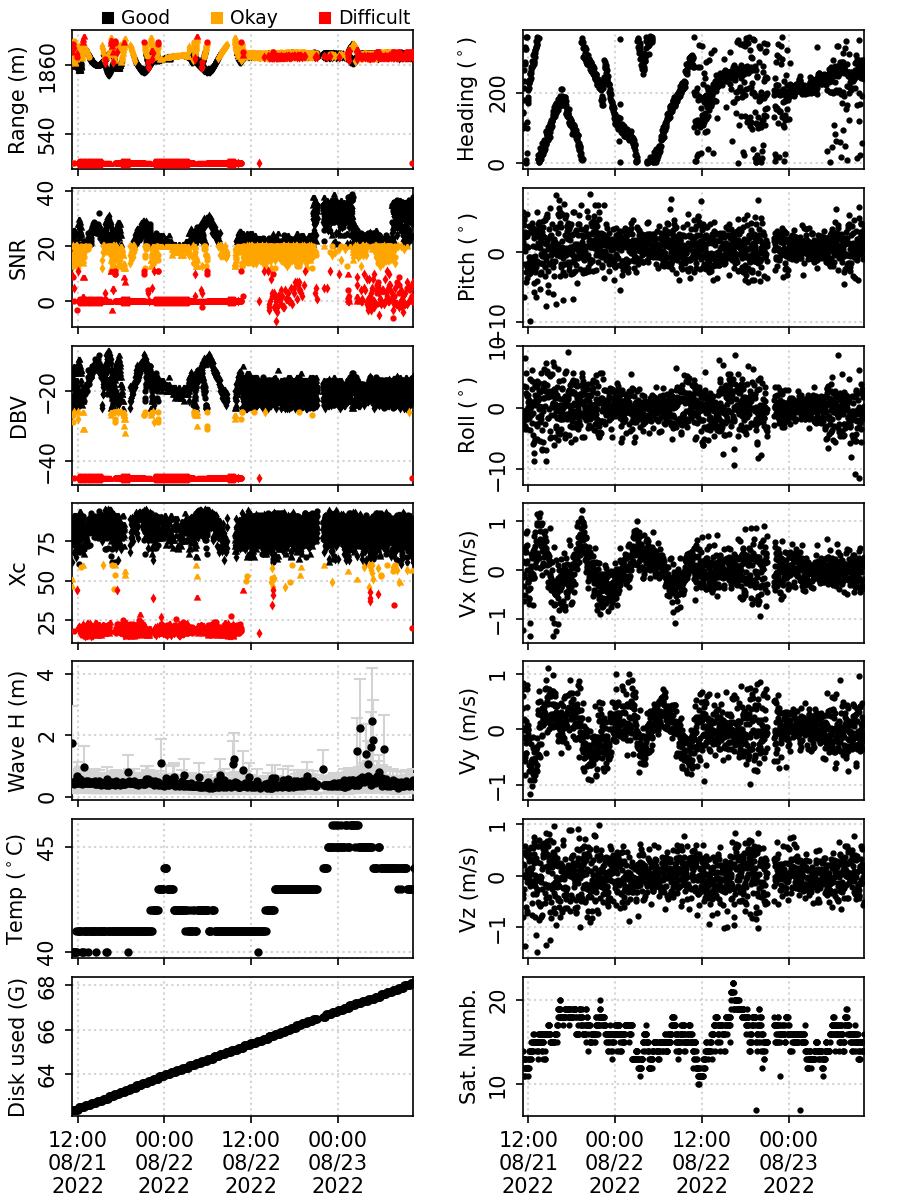 Good Okay Difficult
Range (m)
1860
540
Heading (°)
200
0
SNR
40
20
0
Pitch (°)
0
−10
DBV
−20
−40
Roll (°)
10
0
−10
Xc
75
50
25
Vx (m/s)
1
0
−1
Wave H (m)
4
2
0
Vy (m/s)
1
0
−1
Temp (°C)
45
40
Vz (m/s)
1
0
−1
Disk used (G)
68
66
64
Sat. Numb.
20
10
12:00 00:00 12:00 00:00
08/21 08/22 08/22 08/23
2022 2022 2022 2022
12:00 00:00 12:00 00:00
08/21 08/22 08/22 08/23
2022 2022 2022 2022